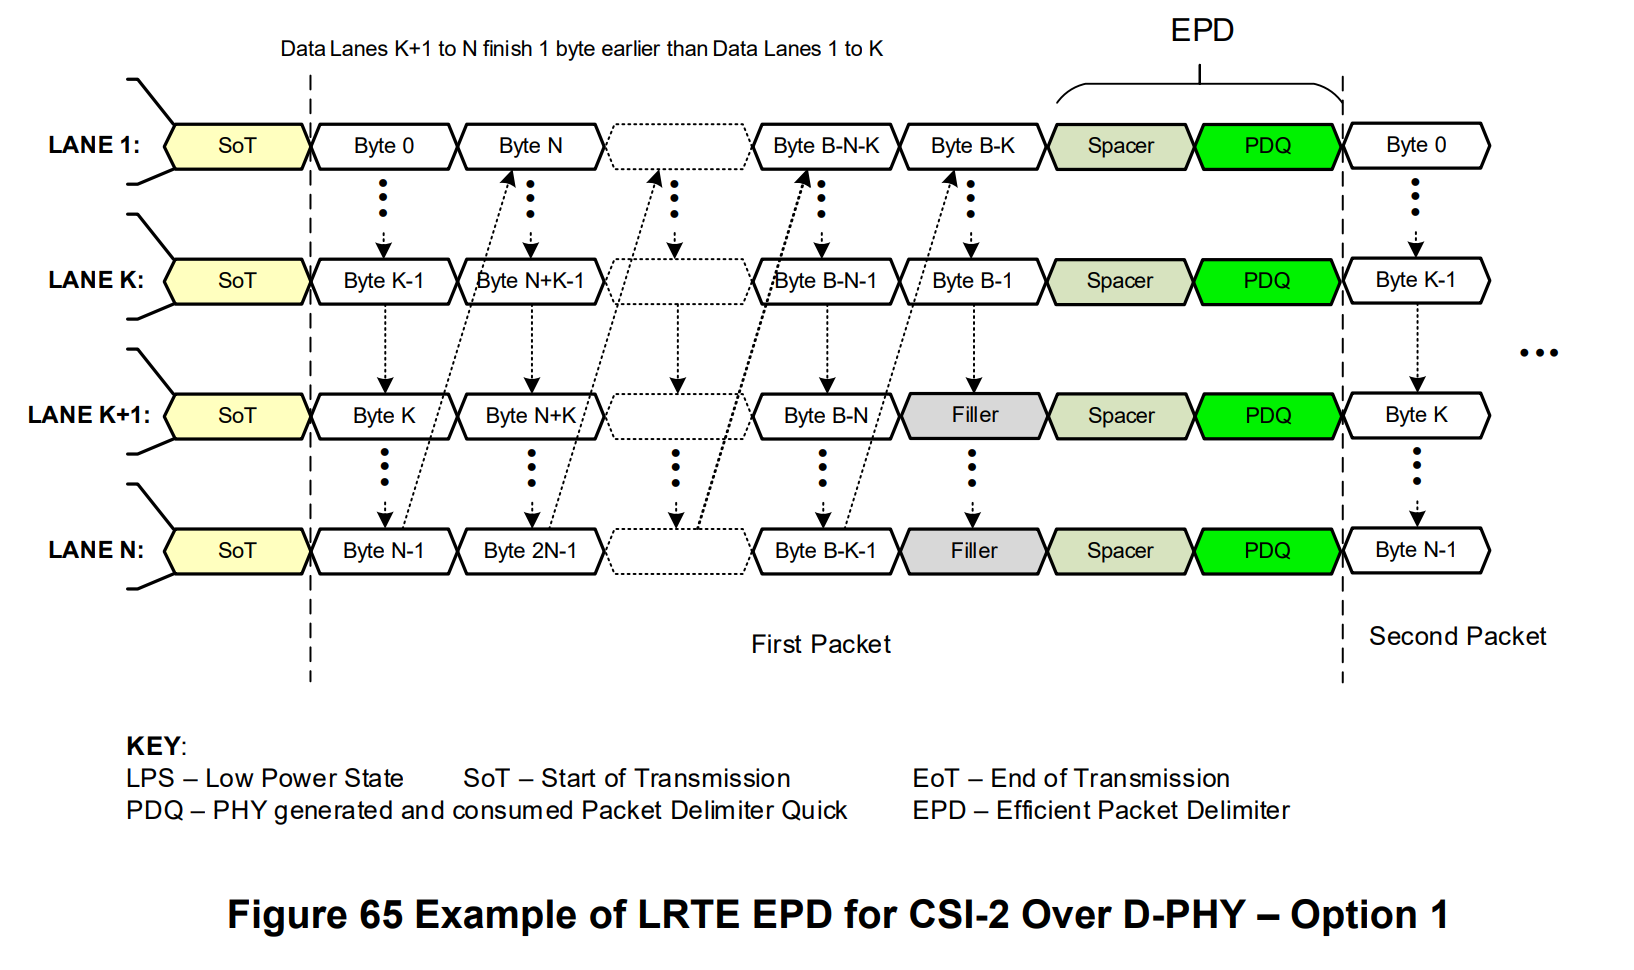 EPD
Data Lanes K+1 to N finish 1 byte earlier than Data Lanes 1 to K
LANE 1: SoT Byte 0 Byte N Byte B-N-K Byte B-K Spacer PDQ Byte 0
LANE K: SoT Byte K-1 Byte N+K-1 Byte B-N-1 Byte B-1 Spacer PDQ Byte K-1
LANE K+1: SoT Byte K Byte N+K Byte B-N Filler Spacer PDQ Byte K
LANE N: SoT Byte N-1 Byte 2N-1 Byte B-K-1 Filler Spacer PDQ Byte N-1
First Packet Second Packet
KEY:
LPS – Low Power State SoT – Start of Transmission EoT – End of Transmission
PDQ – PHY generated and consumed Packet Delimiter Quick EPD – Efficient Packet Delimiter
Figure 65 Example of LRTE EPD for CSI-2 Over D-PHY – Option 1